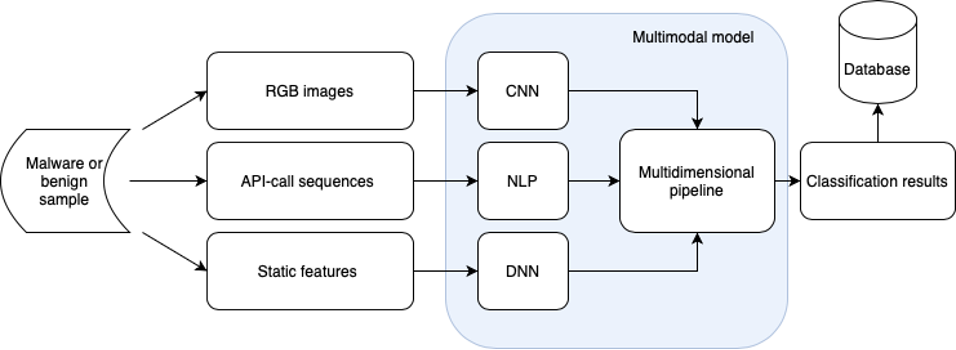 Multimodal model
Database
RGB images
CNN
Malware or
benign
sample
API-call sequences
NLP
Multidimensional
pipeline
Classification results
Static features
DNN